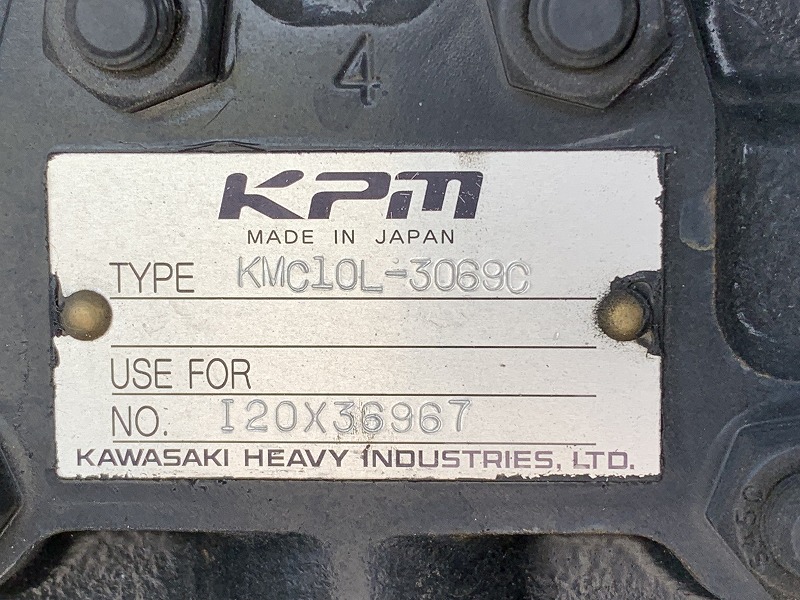 4
KPM
MADE IN JAPAN
TYPE KMC10L-3069C
USE FOR
NO. I20X36967
KAWASAKI HEAVY INDUSTRIES, LTD.